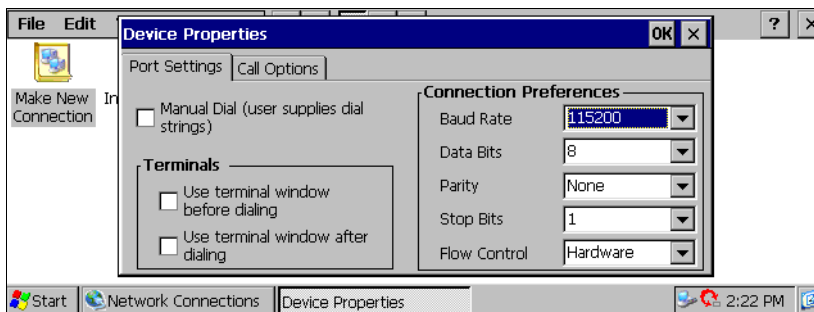 File Edit
Device Properties OK
?
Port Settings Call Options
Make New
Connection
In
Manual Dial (user supplies dial
strings)
Terminals
Use terminal window
before dialing
Use terminal window after
dialing
Connection Preferences
Baud Rate 115200
Data Bits 8
Parity None
Stop Bits 1
Flow Control Hardware
Start Network Connections Device Properties 2:22 PM